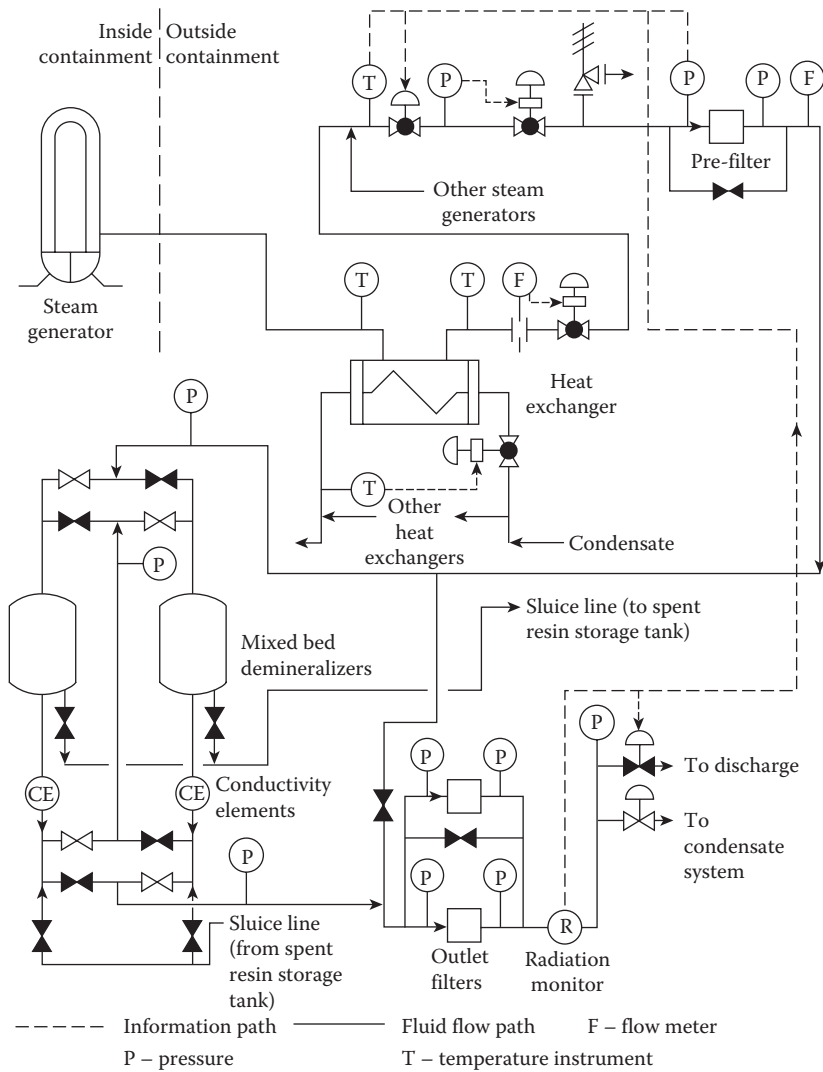 Inside
containment
Outside
containment
T
P
P
P
F
Pre-filter
Other steam
generators
Steam
generator
T
T
F
Heat
exchanger
P
T
Other
heat
exchangers
Condensate
P
Sluice line (to spent
resin storage tank)
Mixed bed
demineralizers
P
P
P
To discharge
CE
CE
Conductivity
elements
To
condensate
system
P
P
P
R
Sluice line
(from spent
resin storage
tank)
Outlet
filters
Radiation
monitor
Information path
Fluid flow path
F – flow meter
P – pressure
T – temperature instrument